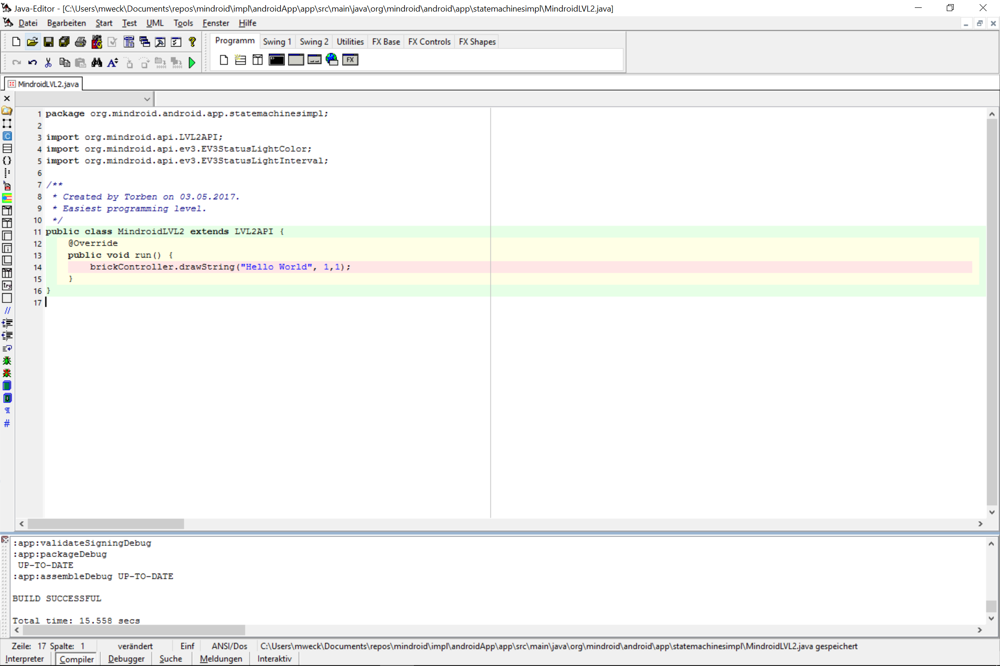 Java-Editor - [C:\Users\mweck\Documents\repos\mindroid\impl\androidApp\app\src\main\java\org\mindroid\android\app\statemachinesimpl\MindroidLVL2.java]
Datei Bearbeiten Start Test UML Tools Fenster Hilfe
Programm Swing 1 Swing 2 Utilities FX Base FX Controls FX Shapes
FX
MindroidLVL2.java
1 package org.mindroid.android.app.statemachinesimpl;
2
3 import org.mindroid.api.LVL2API;
4 import org.mindroid.api.ev3.EV3StatusLightColor;
5 import org.mindroid.api.ev3.EV3StatusLightInterval;
6
7 /**
8 * Created by Torben on 03.05.2017.
9 * Easiest programming level.
10 */
11 public class MindroidLVL2 extends LVL2API {
12 @Override
13 public void run() {
14 brickController.drawString("Hello World", 1,1);
15 }
16 }
17
try
//
:app:validateSigningDebug
:app:packageDebug
UP-TO-DATE
:app:assembleDebug UP-TO-DATE
BUILD SUCCESSFUL
Total time: 15.558 secs
Zeile: 17 Spalte: 1 verändert Einf ANSI/Dos C:\Users\mweck\Documents\repos\mindroid\impl\androidApp\app\src\main\java\org\mindroid\android\app\statemachinesimpl\MindroidLVL2.java gespeichert
Interpreter Compiler Debugger Suche Meldungen Interaktiv